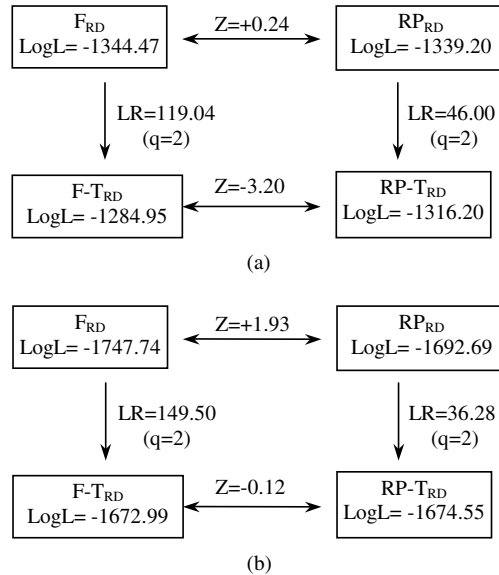 F_RD
LogL= -1344.47
Z=+0.24
RP_RD
LogL= -1339.20
LR=119.04
(q=2)
LR=46.00
(q=2)
F-T_RD
LogL= -1284.95
Z=-3.20
RP-T_RD
LogL= -1316.20
(a)
F_RD
LogL= -1747.74
Z=+1.93
RP_RD
LogL= -1692.69
LR=149.50
(q=2)
LR=36.28
(q=2)
F-T_RD
LogL= -1672.99
Z=-0.12
RP-T_RD
LogL= -1674.55
(b)